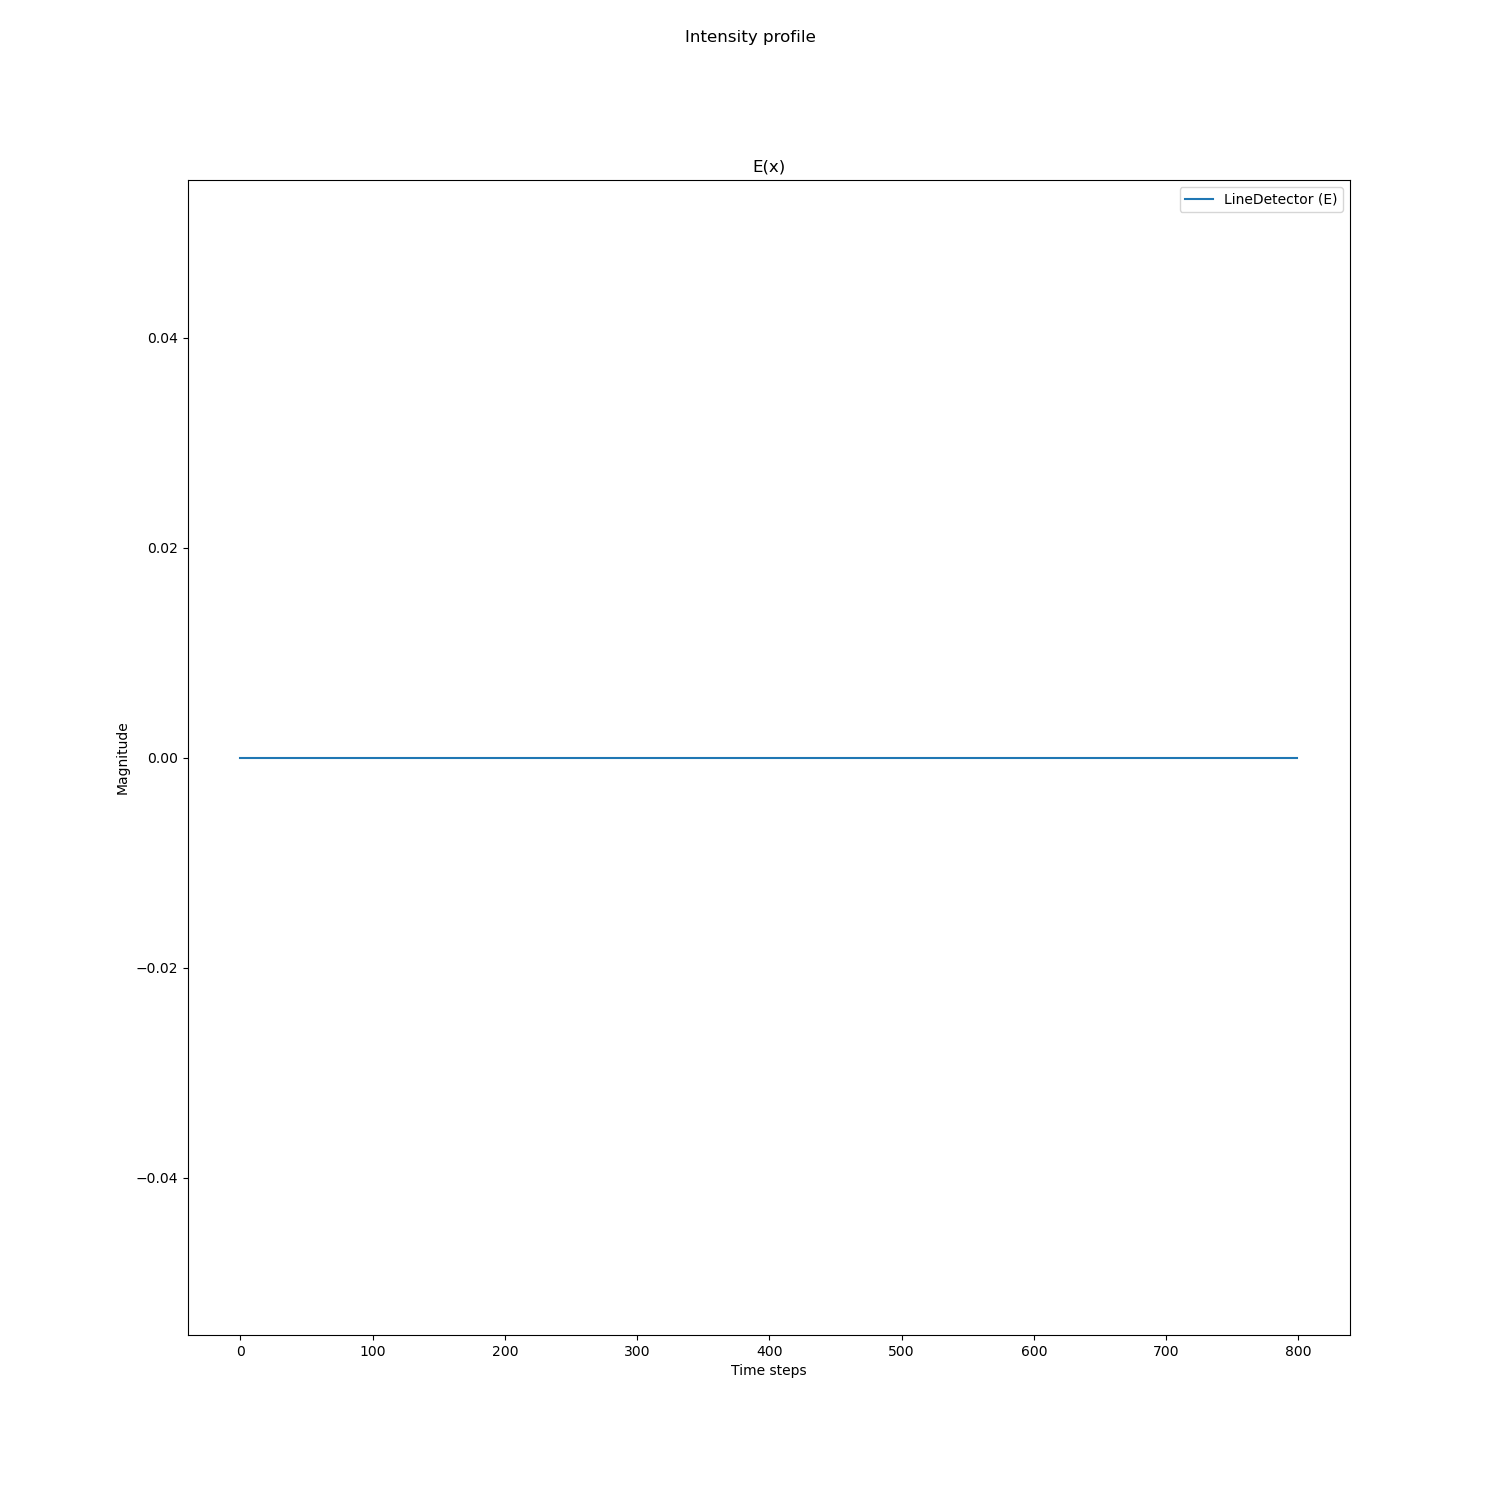 Intensity profile
E(x)
LineDetector (E)
0.04
0.02
0.00
−0.02
−0.04
Magnitude
0 100 200 300 400 500 600 700 800
Time steps